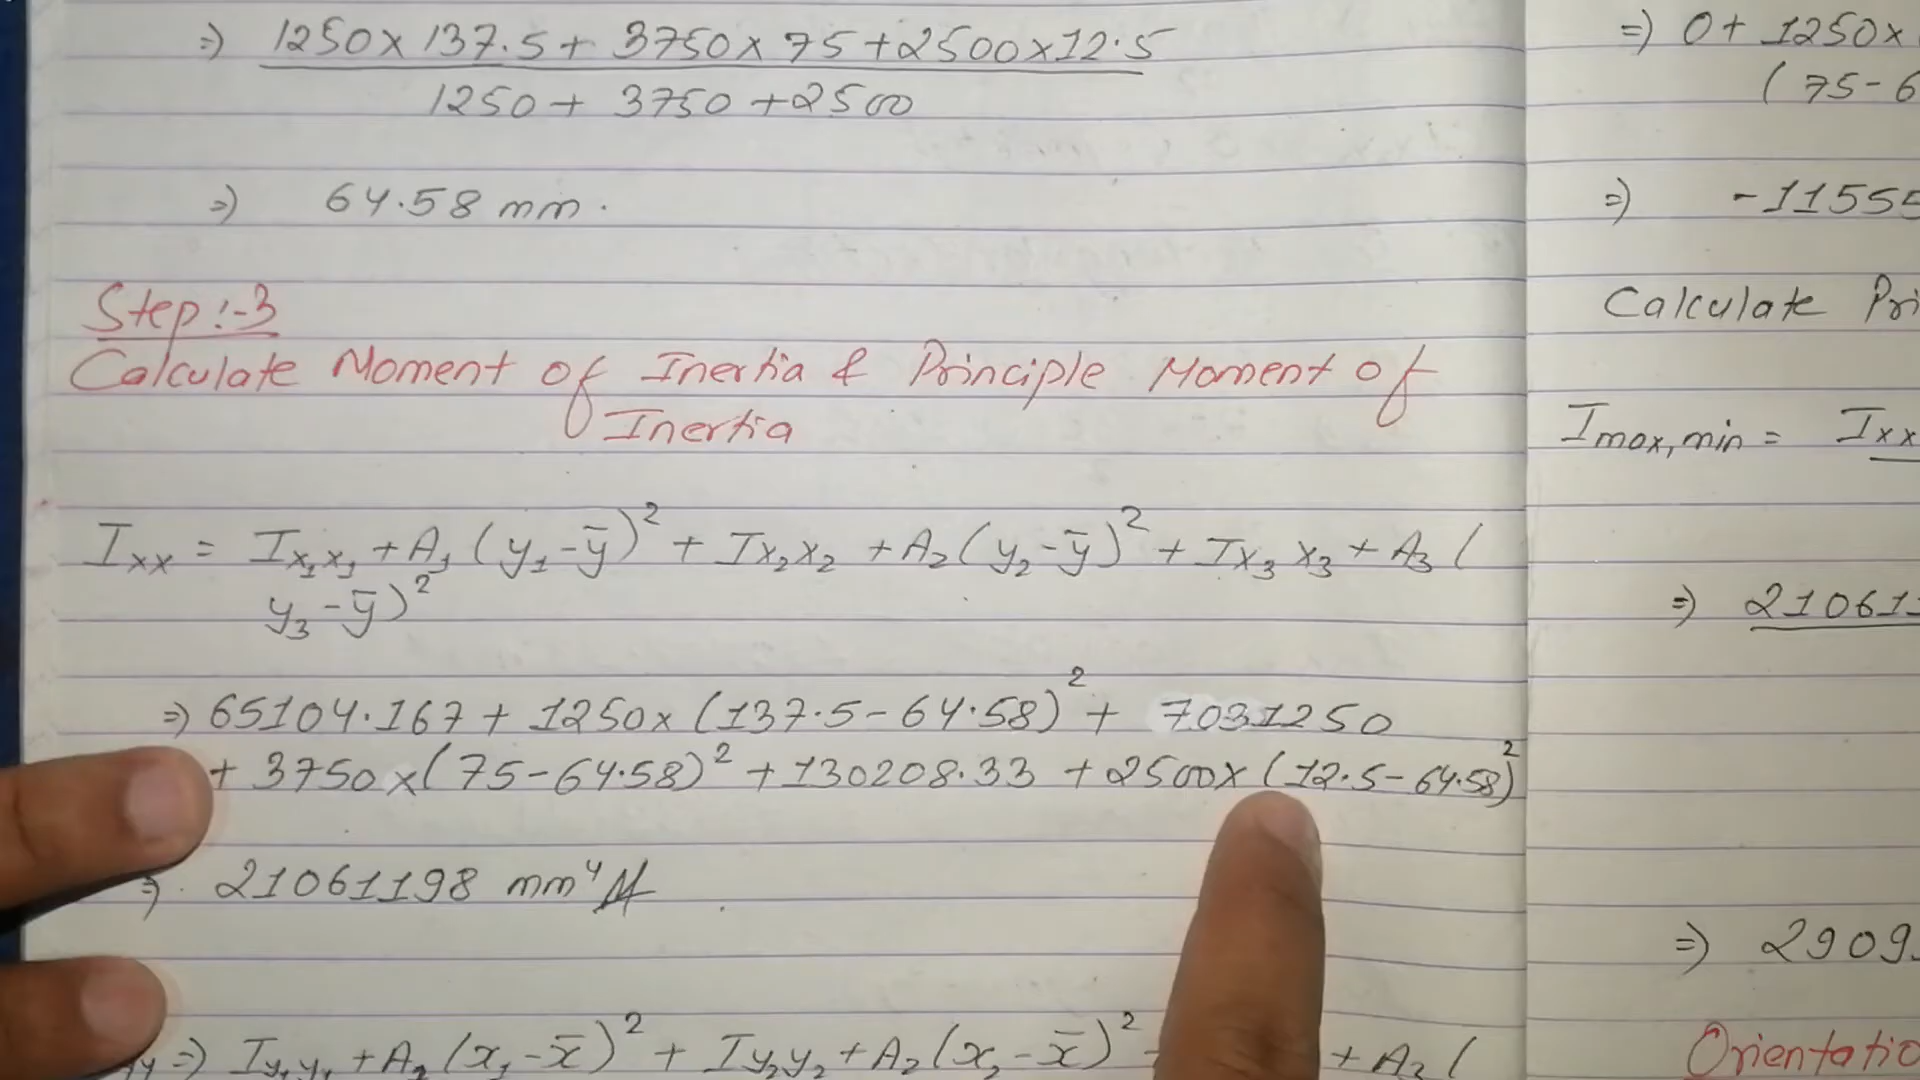 =) 1250x137.5+ 3750x75+2500x12.5
1250+ 3750+2500
=) 64.58 mm.
Step:-3
Calculate Moment of Inertia & Principle Moment of
Inertia
Ixx = Ix₁x₁ +A₁(y₁-ȳ)² + Ix₂x₂ +A₂(y₂-ȳ)² + Ix₃x₃ + A₃(
y₃-ȳ)²
=) 65104.167+ 1250x(137.5-64.58)² + 7031250
+ 3750x(75-64.58)² +130208.33 +2500x(12.5-64.58)²
=) 21061198 mm⁴
=) Iy₁y₁ +A₁(x₁-x̄)² + Iy₂y₂ +A₂(x₂-x̄)² + A₃(
=) 0+ 1250x
(75-6
=) -11555
Calculate Pri
Imax,min = Ixx
=) 21061
=) 2909
Orientatio